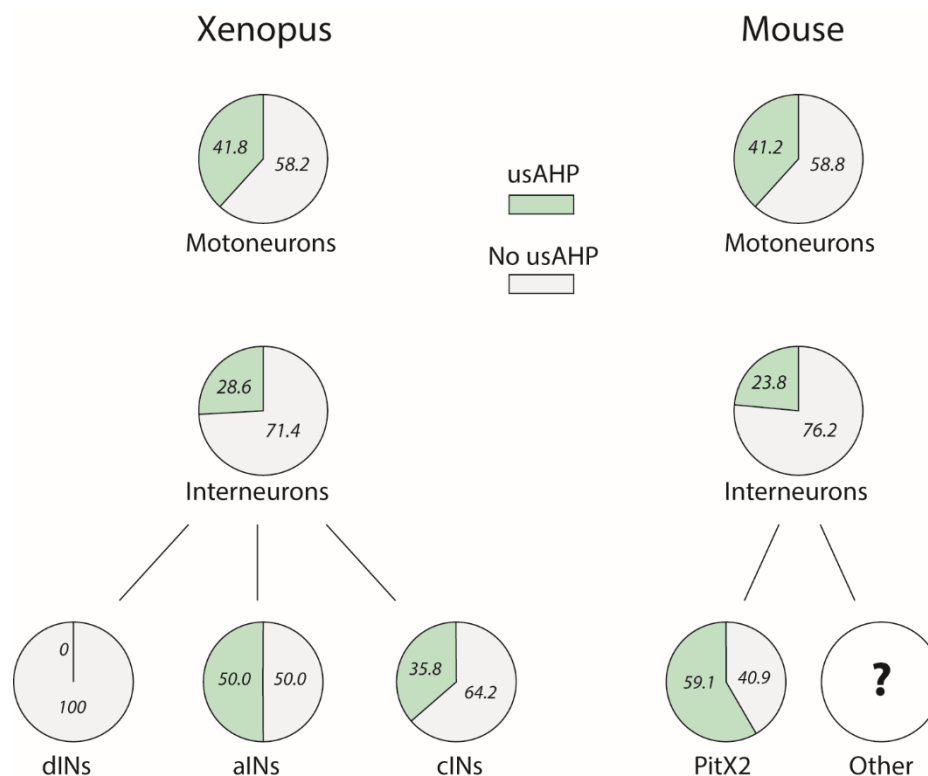 Xenopus
Mouse
41.8
58.2
Motoneurons
usAHP
No usAHP
41.2
58.8
Motoneurons
28.6
71.4
Interneurons
23.8
76.2
Interneurons
0
100
dINs
50.0
50.0
aINs
35.8
64.2
cINs
59.1
40.9
PitX2
?
Other